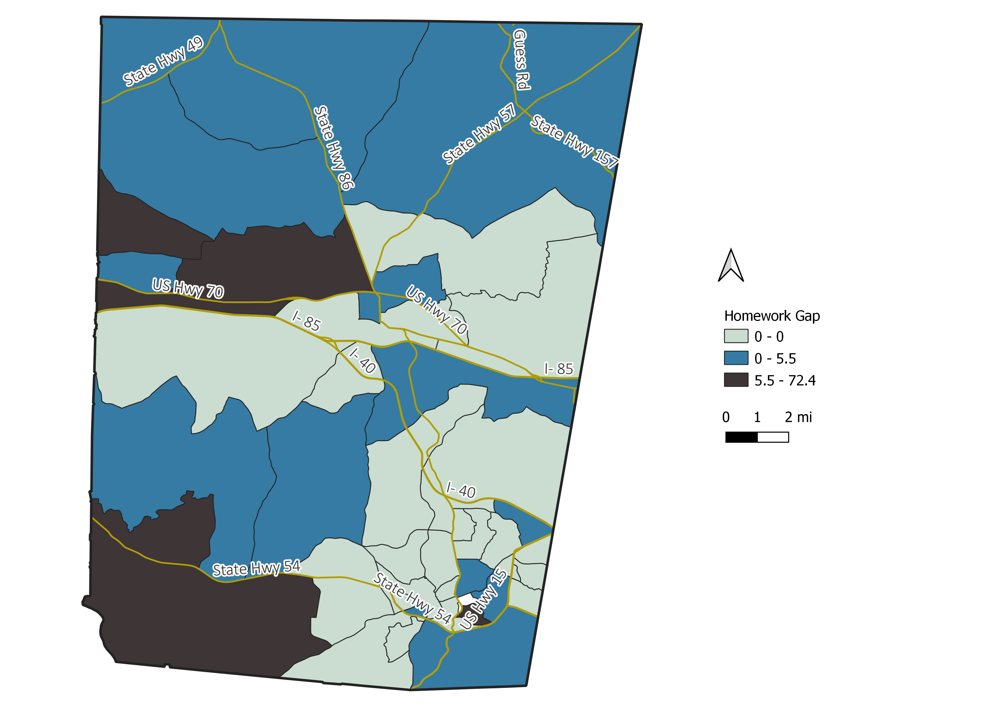 State Hwy 49
Guess Rd
State Hwy 86
State Hwy 57
State Hwy 157
US Hwy 70
US Hwy 70
I- 85
I- 40
I- 85
I- 40
State Hwy 54
State Hwy 54
US Hwy 15
Homework Gap
0 - 0
0 - 5.5
5.5 - 72.4
0 1 2 mi